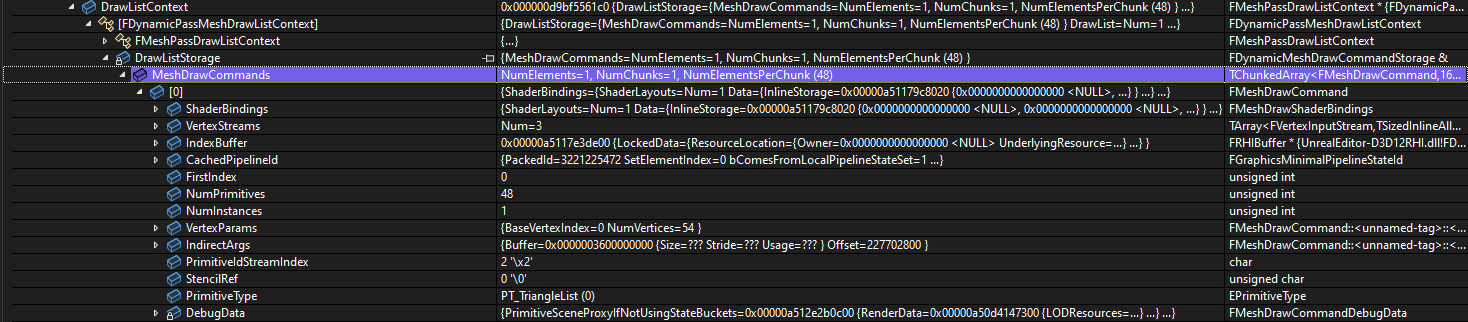 DrawListContext 0x000000d9bf5561c0 {DrawListStorage={MeshDrawCommands=NumElements=1, NumChunks=1, NumElementsPerChunk (48) } ...} FMeshPassDrawListContext * {FDynamicPa...
[FDynamicPassMeshDrawListContext] {DrawListStorage={MeshDrawCommands=NumElements=1, NumChunks=1, NumElementsPerChunk (48) } DrawList=Num=1 ... FDynamicPassMeshDrawListContext
FMeshPassDrawListContext {...} FMeshPassDrawListContext
DrawListStorage {MeshDrawCommands=NumElements=1, NumChunks=1, NumElementsPerChunk (48) } FDynamicMeshDrawCommandStorage &
MeshDrawCommands NumElements=1, NumChunks=1, NumElementsPerChunk (48) TChunkedArray<FMeshDrawCommand,16...
[0] {ShaderBindings={ShaderLayouts=Num=1 Data={InlineStorage=0x00000a51179c8020 {0x0000000000000000 <NULL>, ...} } ...} ...} FMeshDrawCommand
ShaderBindings {ShaderLayouts=Num=1 Data={InlineStorage=0x00000a51179c8020 {0x0000000000000000 <NULL>, 0x0000000000000000 <NULL>, ...} } ...} FMeshDrawShaderBindings
VertexStreams Num=3 TArray<FVertexInputStream,TSizedInlineAll...
IndexBuffer 0x00000a5117e3de00 {LockedData={ResourceLocation={Owner=0x0000000000000000 <NULL> UnderlyingResource=...} ...} } FRHIBuffer * {UnrealEditor-D3D12RHI.dll!FD...
CachedPipelineId {PackedId=3221225472 SetElementIndex=0 bComesFromLocalPipelineStateSet=1 ...} FGraphicsMinimalPipelineStateId
FirstIndex 0 unsigned int
NumPrimitives 48 unsigned int
NumInstances 1 unsigned int
VertexParams {BaseVertexIndex=0 NumVertices=54 } FMeshDrawCommand::<unnamed-tag>::<...
IndirectArgs {Buffer=0x0000003600000000 {Size=??? Stride=??? Usage=??? } Offset=227702800 } FMeshDrawCommand::<unnamed-tag>::<...
PrimitiveIdStreamIndex 2 '\x2' char
StencilRef 0 '\0' unsigned char
PrimitiveType PT_TriangleList (0) EPrimitiveType
DebugData {PrimitiveSceneProxyIfNotUsingStateBuckets=0x00000a512e2b0c00 {RenderData=0x00000a50d4147300 {LODResources=...} ...} ...} FMeshDrawCommandDebugData